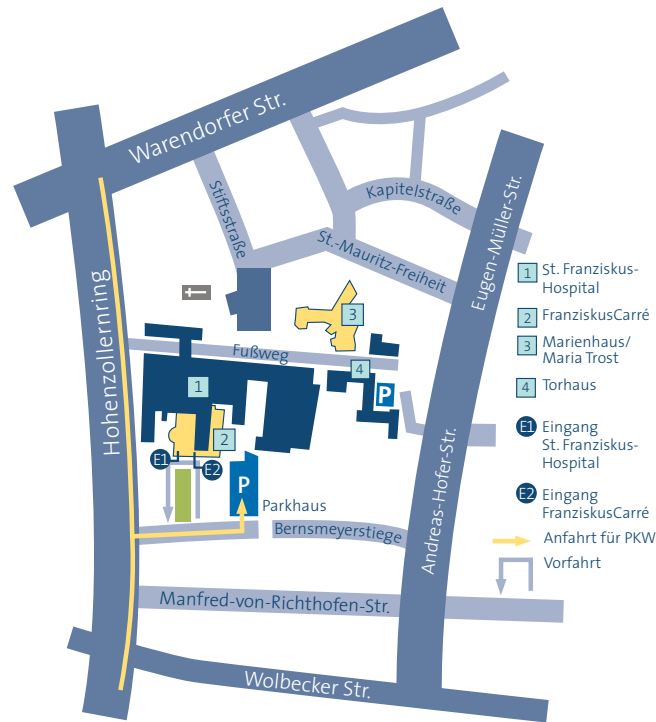 Warendorfer Str.
Stiftsstraße
Kapitelstraße
St.-Mauritz-Freiheit
Eugen-Müller-Str.
Hohenzollernring
3
Fußweg
4
1
P
2
E1
E2
P
Parkhaus
Bernsmeyerstiege
Andreas-Hofer-Str.
Manfred-von-Richthofen-Str.
Wolbecker Str.
1 St. Franziskus-
Hospital
2 FranziskusCarré
3 Marienhaus/
Maria Trost
4 Torhaus
E1 Eingang
St. Franziskus-
Hospital
E2 Eingang
FranziskusCarré
Anfahrt für PKW
Vorfahrt